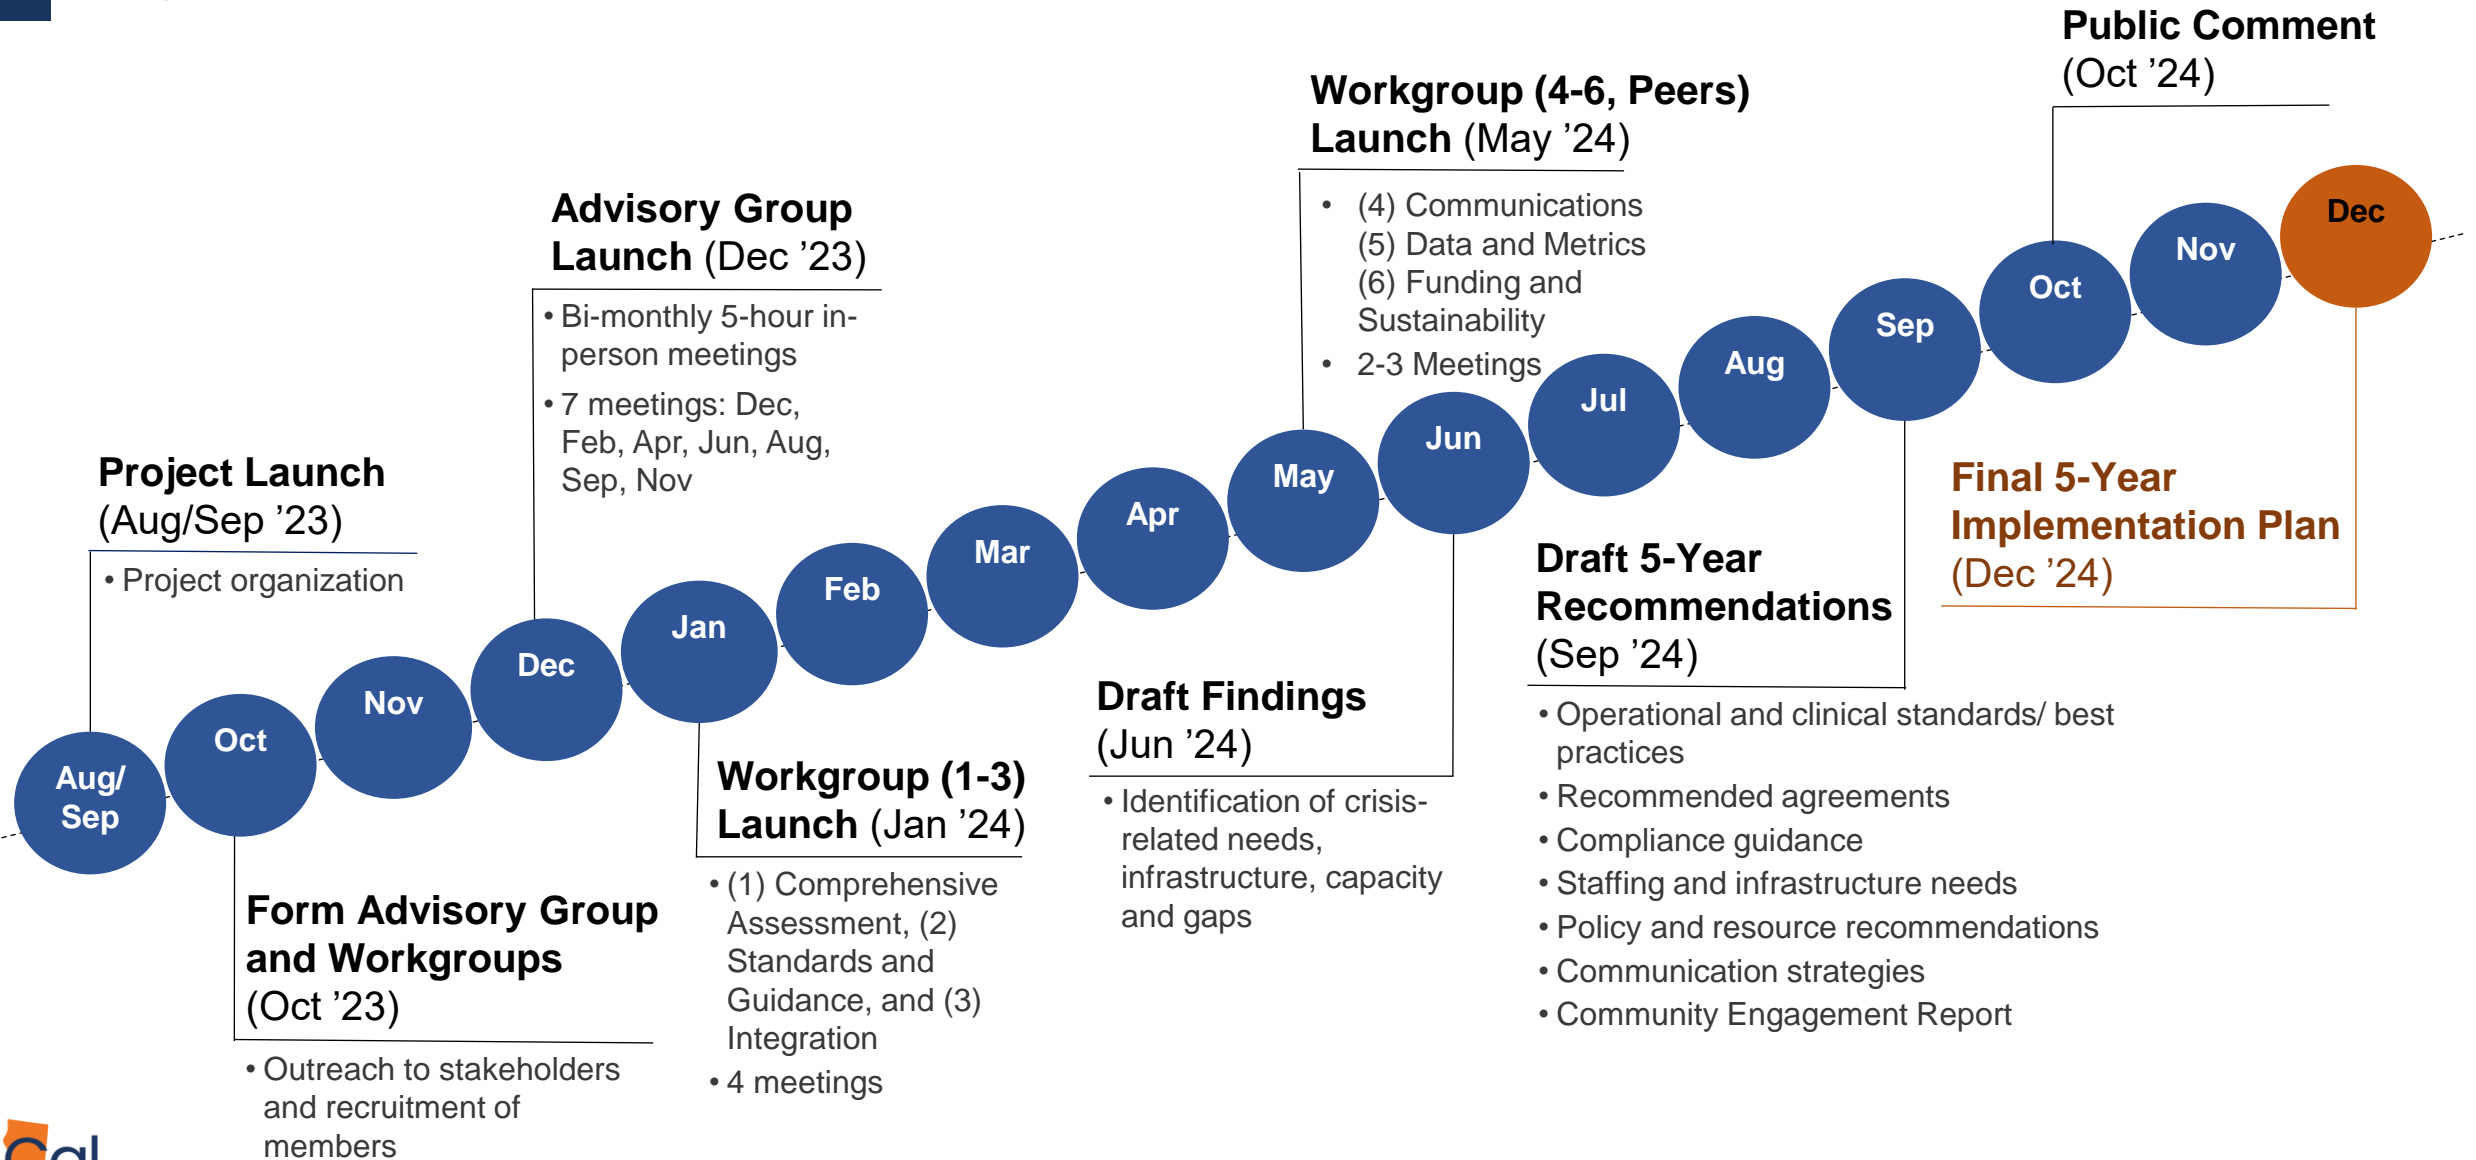 Public Comment
(Oct ’24)
Workgroup (4-6, Peers)
Launch (May ’24)
• (4) Communications
(5) Data and Metrics
(6) Funding and
Sustainability
• 2-3 Meetings
Advisory Group
Launch (Dec ’23)
• Bi-monthly 5-hour in-
person meetings
• 7 meetings: Dec,
Feb, Apr, Jun, Aug,
Sep, Nov
Project Launch
(Aug/Sep ’23)
• Project organization
Aug/
Sep
Oct
Nov
Dec
Jan
Feb
Mar
Apr
May
Jun
Jul
Aug
Sep
Oct
Nov
Dec
Form Advisory Group
and Workgroups
(Oct ’23)
• Outreach to stakeholders
and recruitment of
members
Workgroup (1-3)
Launch (Jan ’24)
• (1) Comprehensive
Assessment, (2)
Standards and
Guidance, and (3)
Integration
• 4 meetings
Draft Findings
(Jun ’24)
• Identification of crisis-
related needs,
infrastructure, capacity
and gaps
Draft 5-Year
Recommendations
(Sep ’24)
• Operational and clinical standards/ best
practices
• Recommended agreements
• Compliance guidance
• Staffing and infrastructure needs
• Policy and resource recommendations
• Communication strategies
• Community Engagement Report
Final 5-Year
Implementation Plan
(Dec ’24)
Cal